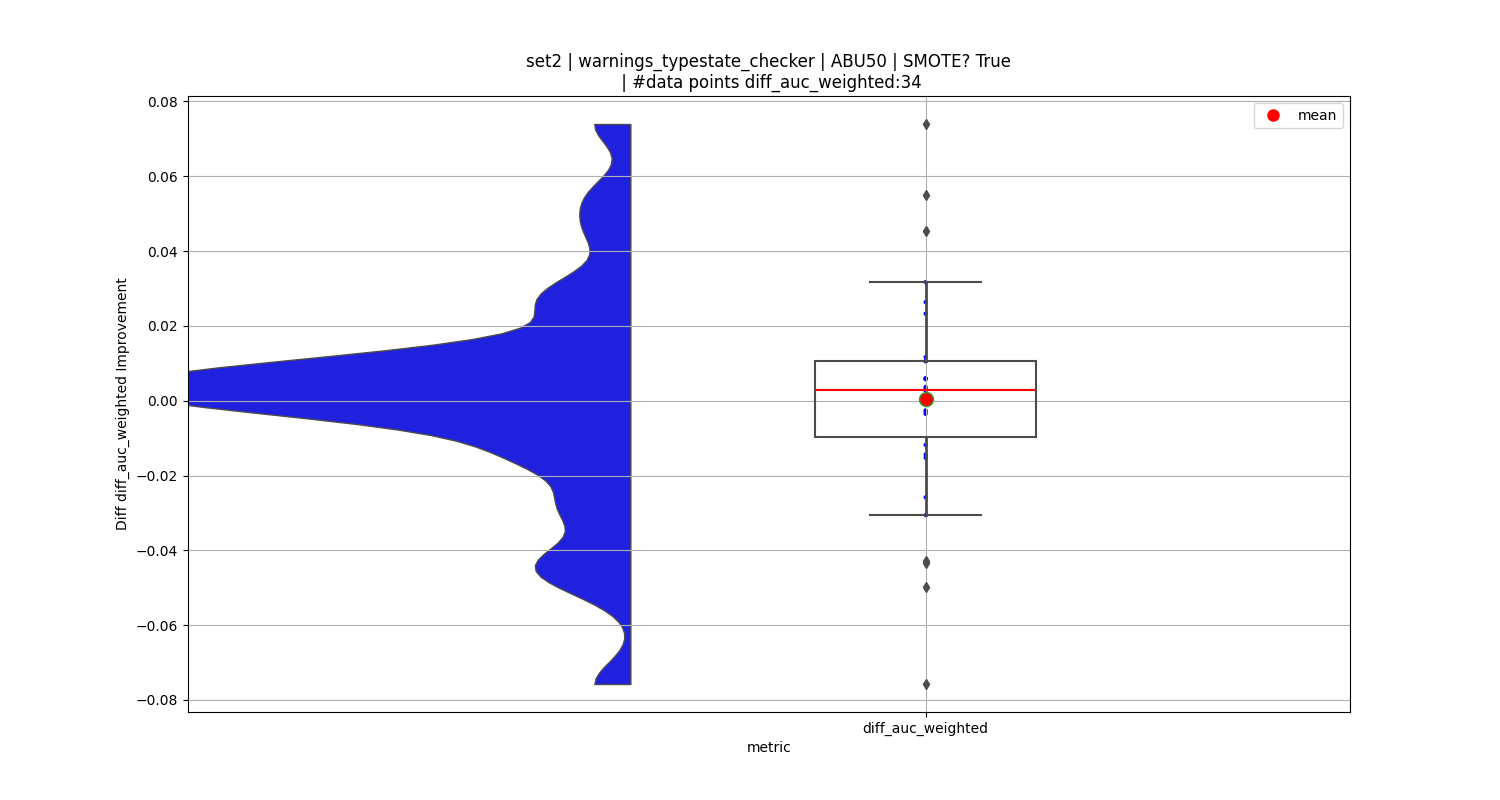 set2 | warnings_typestate_checker | ABU50 | SMOTE? True
| #data points diff_auc_weighted:34
mean
0.08
0.06
0.04
0.02
0.00
−0.02
−0.04
−0.06
−0.08
Diff diff_auc_weighted Improvement
diff_auc_weighted
metric